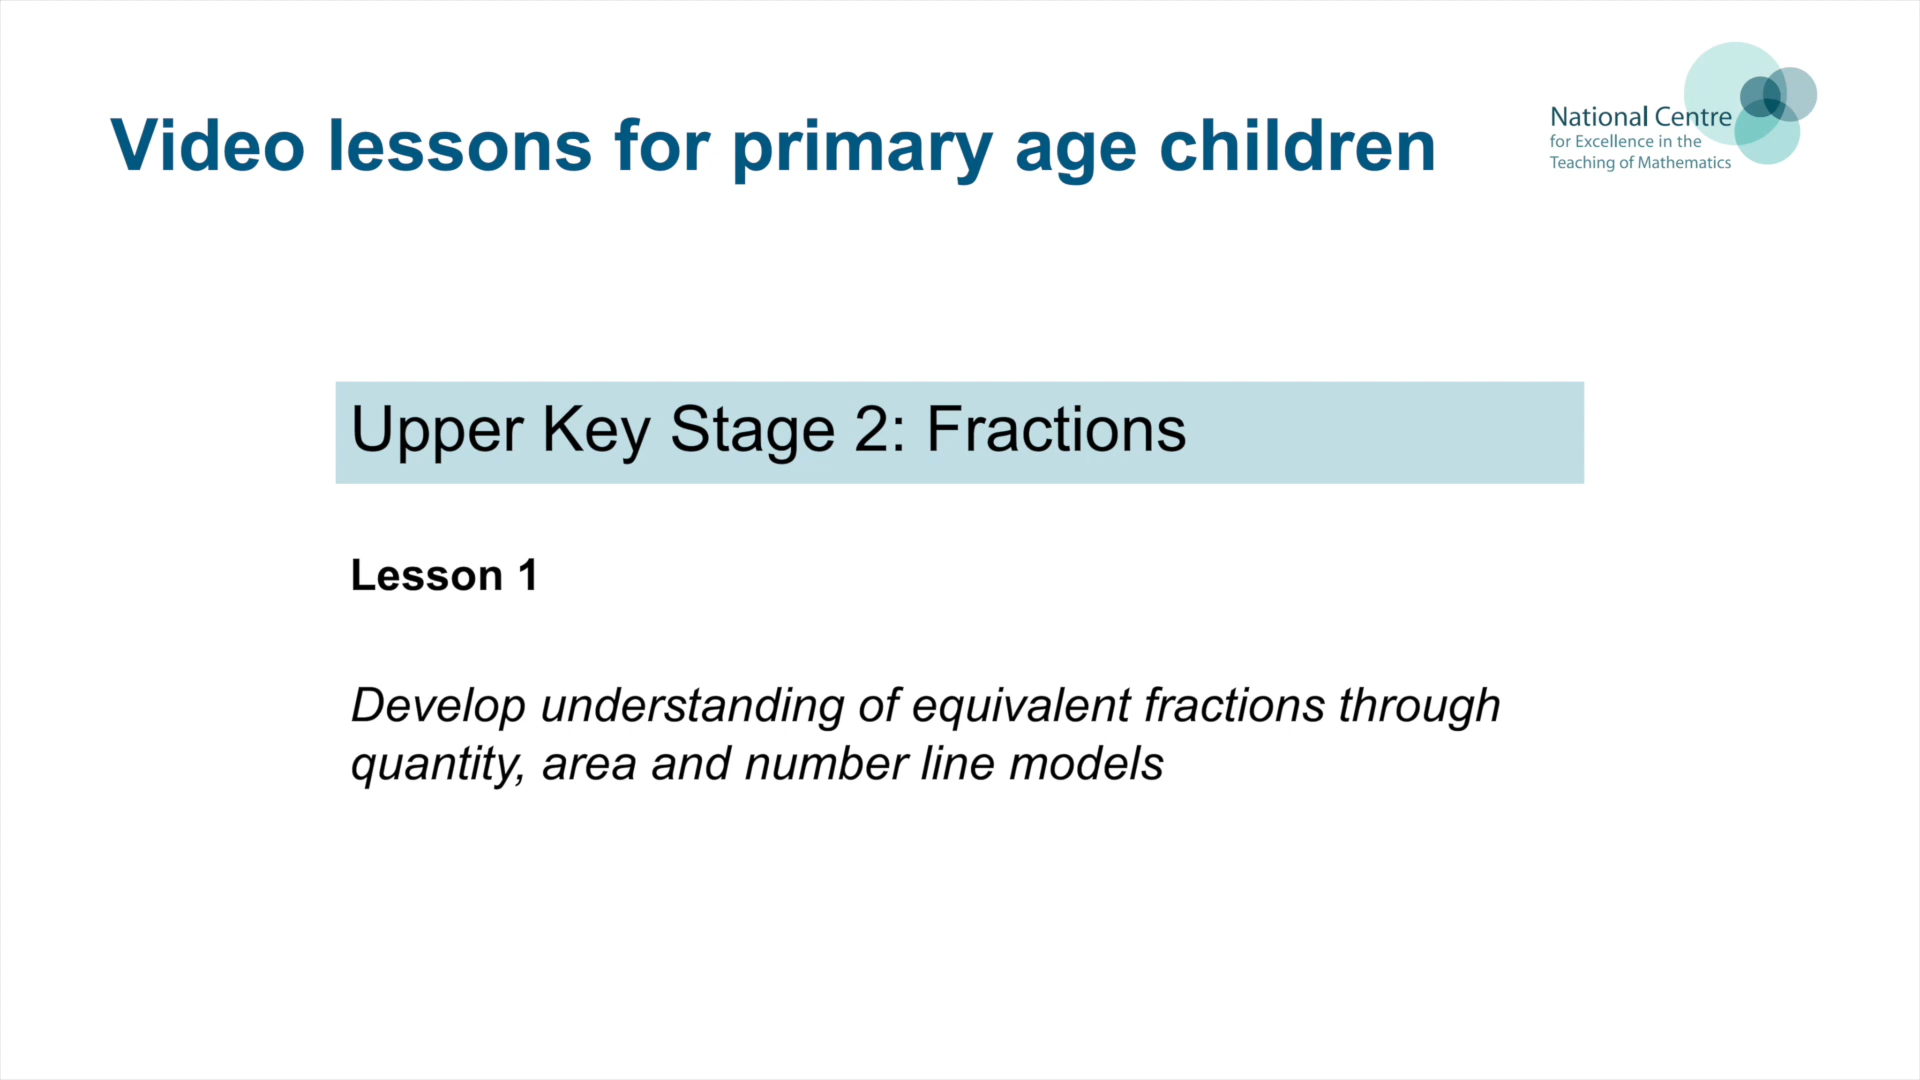 Video lessons for primary age children
National Centre
for Excellence in the
Teaching of Mathematics
Upper Key Stage 2: Fractions
Lesson 1
Develop understanding of equivalent fractions through
quantity, area and number line models